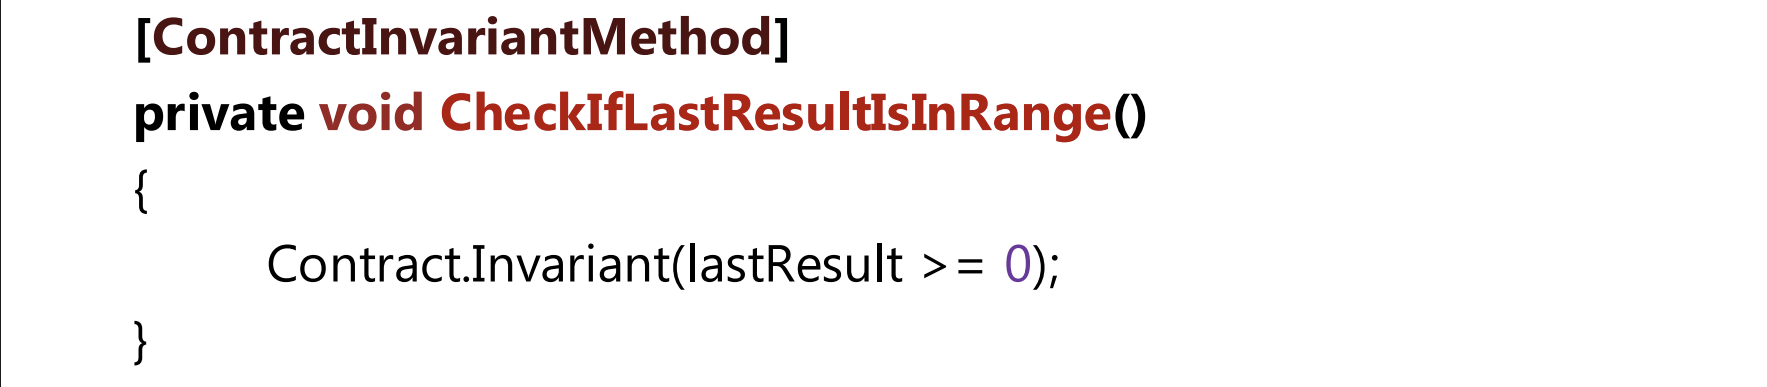 [ContractInvariantMethod]
private void CheckIfLastResultIsInRange()
{
Contract.Invariant(lastResult >= 0);
}